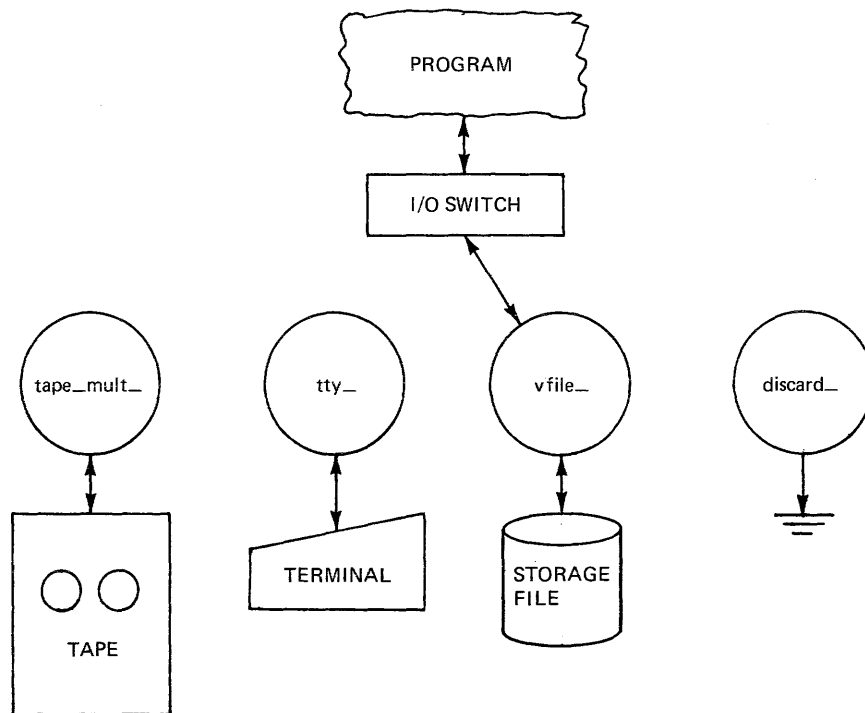 PROGRAM
I/O SWITCH
tape_mult_
tty_
vfile_
discard_
TAPE
TERMINAL
STORAGE
FILE